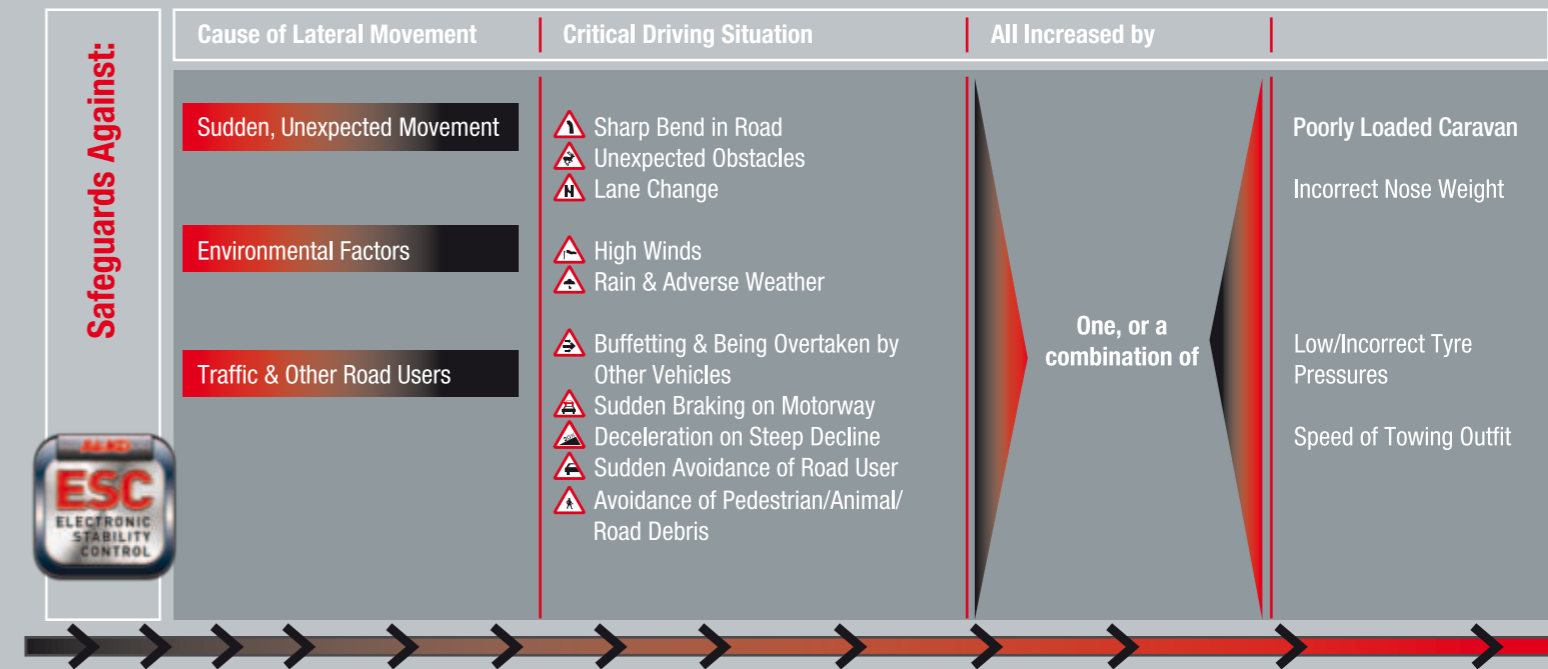 Safeguards Against:
Cause of Lateral Movement
Critical Driving Situation
All Increased by
Sudden, Unexpected Movement
Sharp Bend in Road
Unexpected Obstacles
Lane Change
Environmental Factors
High Winds
Rain & Adverse Weather
Traffic & Other Road Users
Buffetting & Being Overtaken by
Other Vehicles
Sudden Braking on Motorway
Deceleration on Steep Decline
Sudden Avoidance of Road User
Avoidance of Pedestrian/Animal/
Road Debris
One, or a
combination of
Poorly Loaded Caravan
Incorrect Nose Weight
Low/Incorrect Tyre
Pressures
Speed of Towing Outfit
ESC
ELECTRONIC
STABILITY
CONTROL